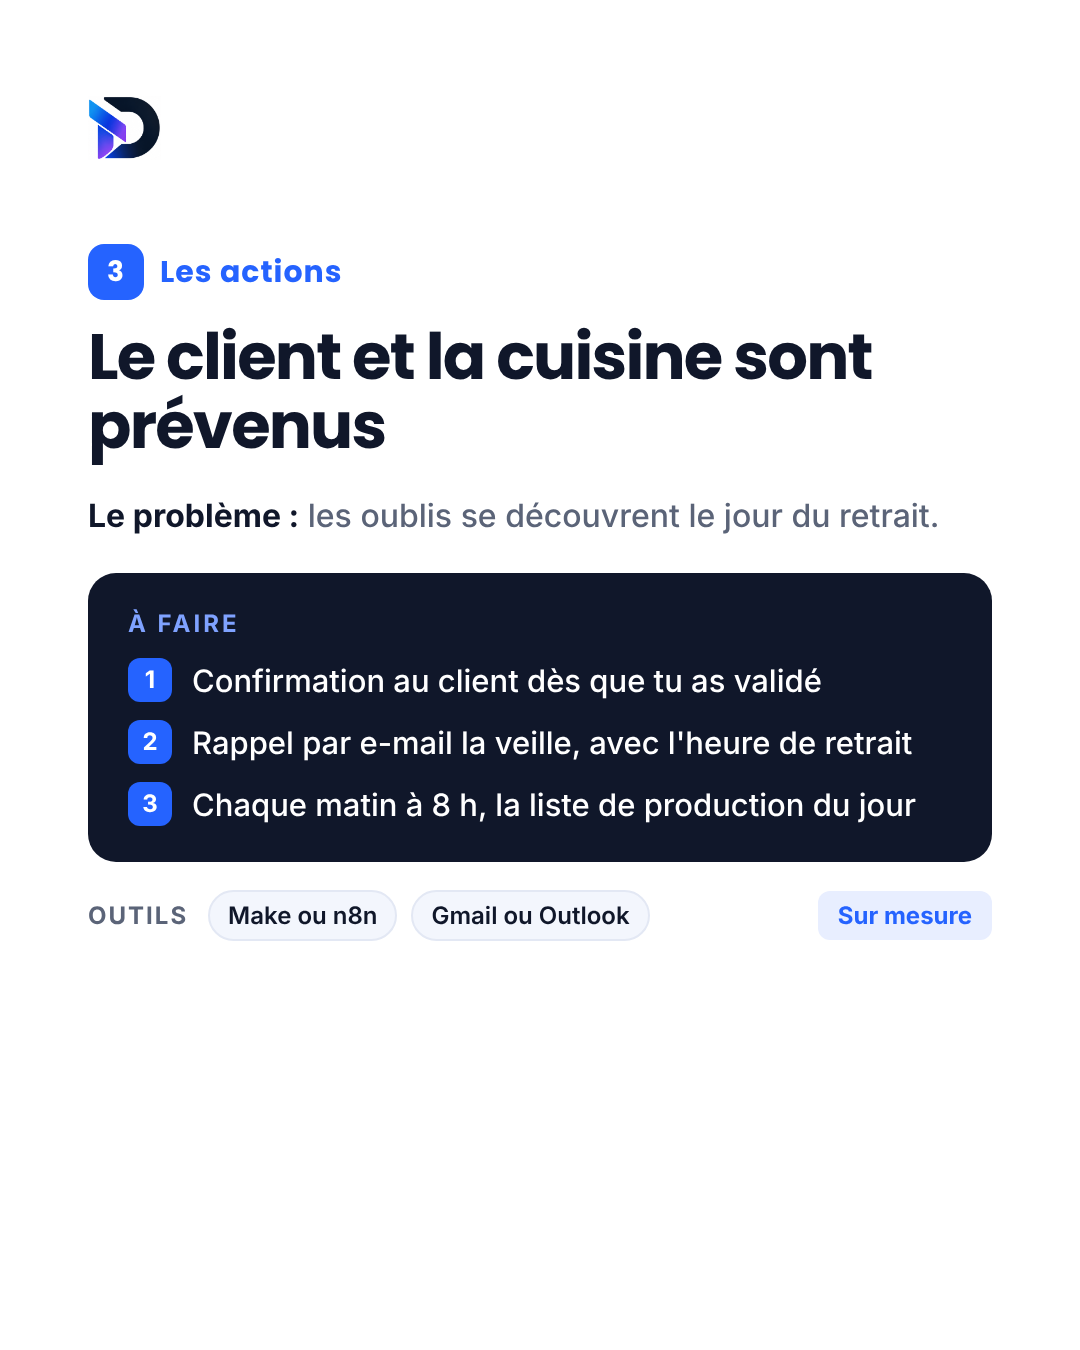 3 Les actions
Le client et la cuisine sont
prévenus
Le problème : les oublis se découvrent le jour du retrait.
À FAIRE
1 Confirmation au client dès que tu as validé
2 Rappel par e-mail la veille, avec l'heure de retrait
3 Chaque matin à 8 h, la liste de production du jour
OUTILS Make ou n8n Gmail ou Outlook Sur mesure